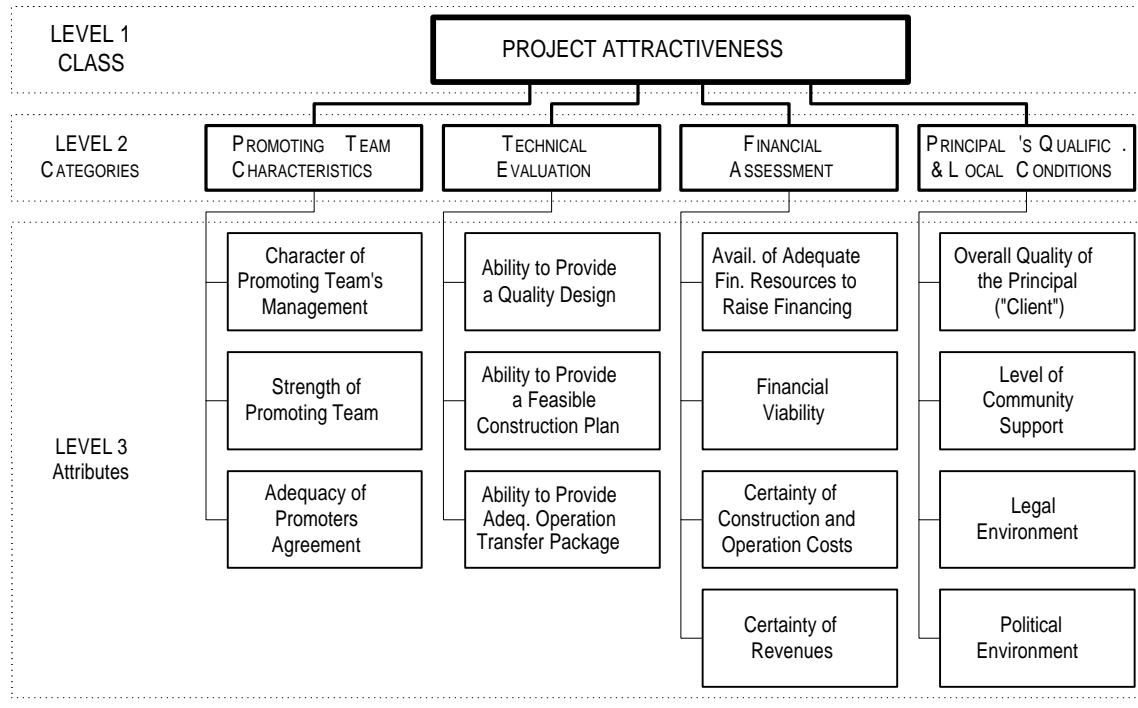 LEVEL 1
CLASS
PROJECT ATTRACTIVENESS
LEVEL 2
CATEGORIES
PROMOTING TEAM
CHARACTERISTICS
TECHNICAL
EVALUATION
FINANCIAL
ASSESSMENT
PRINCIPAL 'S QUALIFIC .
& LOCAL CONDITIONS
LEVEL 3
Attributes
Character of
Promoting Team's
Management
Strength of
Promoting Team
Adequacy of
Promoters
Agreement
Ability to Provide
a Quality Design
Ability to Provide
a Feasible
Construction Plan
Ability to Provide
Adeq. Operation
Transfer Package
Avail. of Adequate
Fin. Resources to
Raise Financing
Financial
Viability
Certainty of
Construction and
Operation Costs
Certainty of
Revenues
Overall Quality of
the Principal
("Client")
Level of
Community
Support
Legal
Environment
Political
Environment